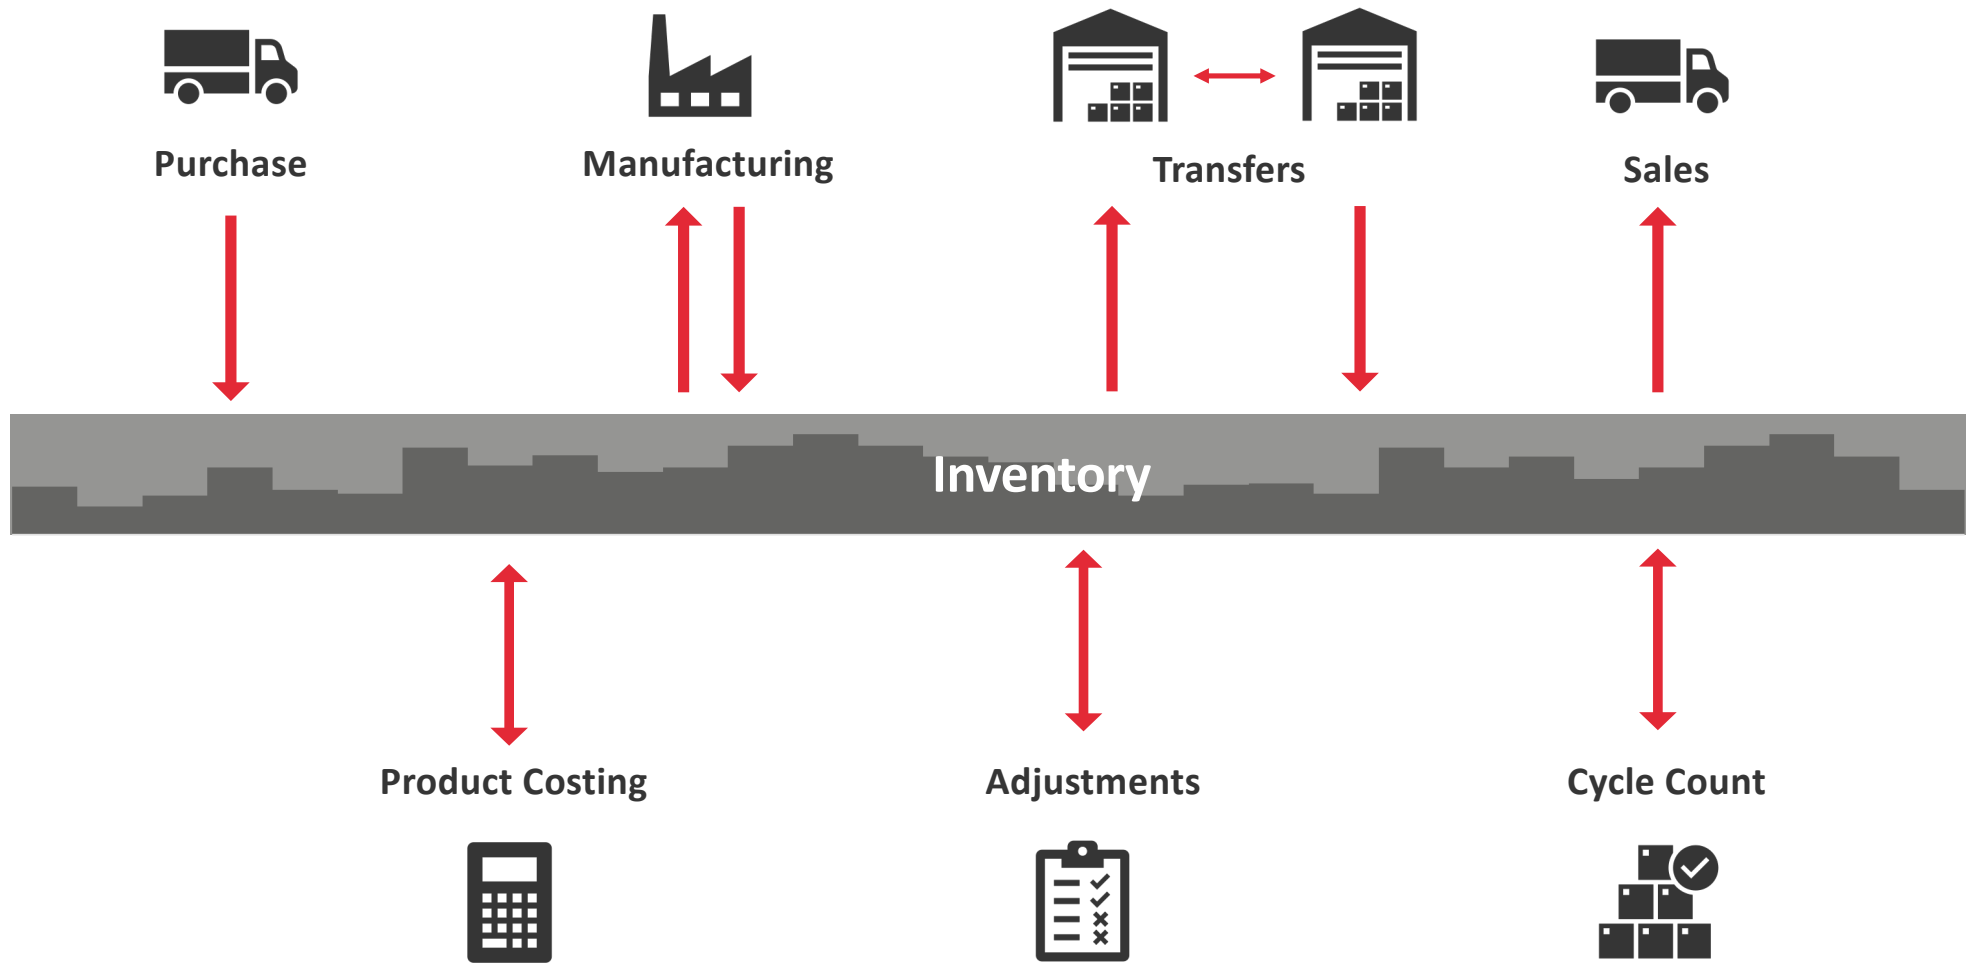 Purchase
Manufacturing
Transfers
Sales
Inventory
Product Costing
Adjustments
Cycle Count